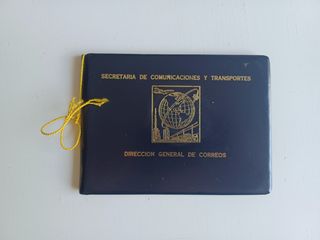 SECRETARIA DE COMUNICACIONES Y TRANSPORTES
DIRECCION GENERAL DE CORREOS